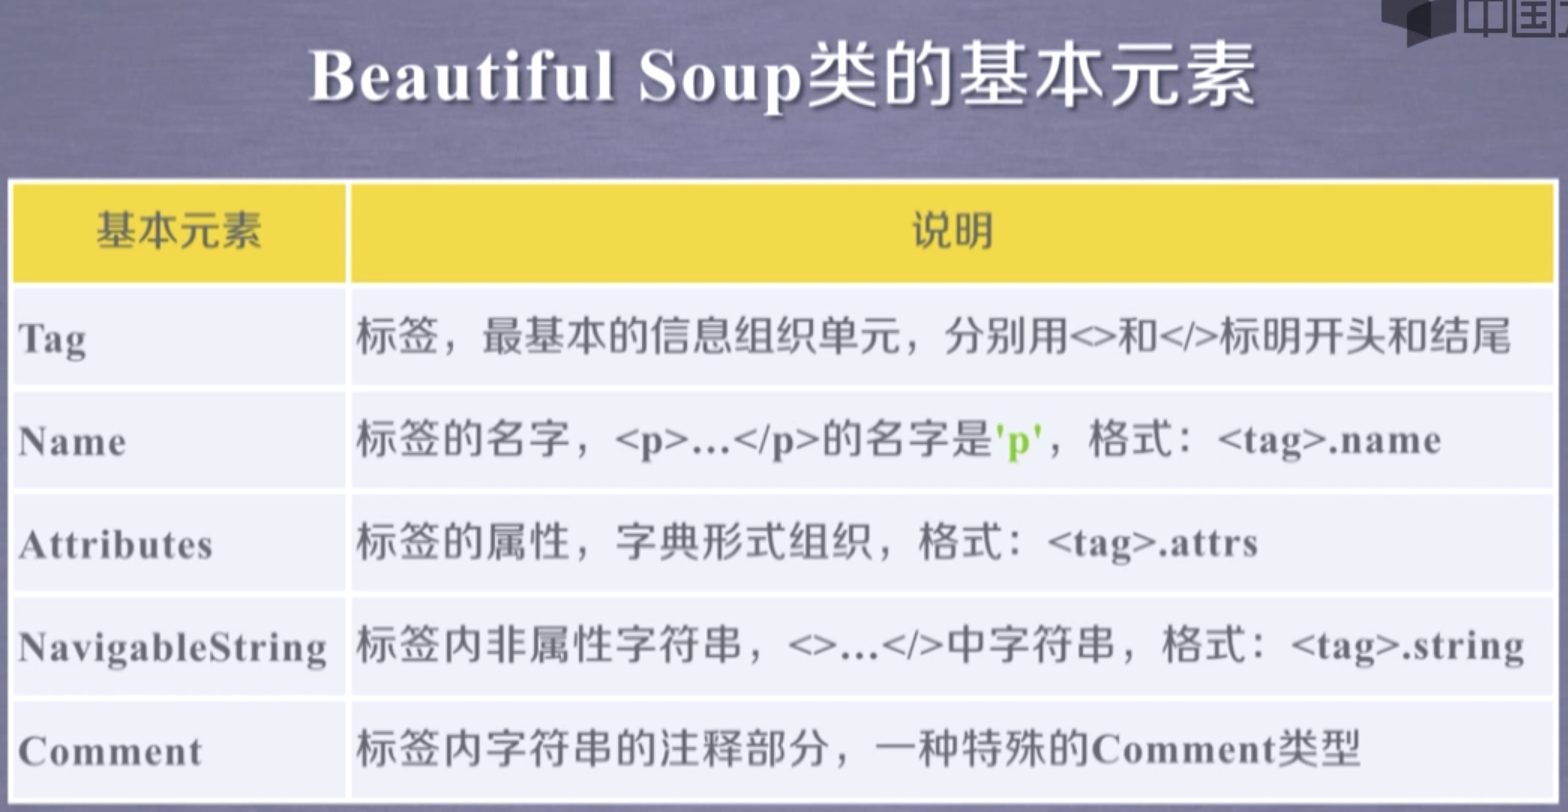 中国
Beautiful Soup类的基本元素
基本元素 说明
Tag 标签，最基本的信息组织单元，分别用<>和</>标明开头和结尾
Name 标签的名字，<p>…</p>的名字是'p'，格式：<tag>.name
Attributes 标签的属性，字典形式组织，格式：<tag>.attrs
NavigableString 标签内非属性字符串，<>…</>中字符串，格式：<tag>.string
Comment 标签内字符串的注释部分，一种特殊的Comment类型